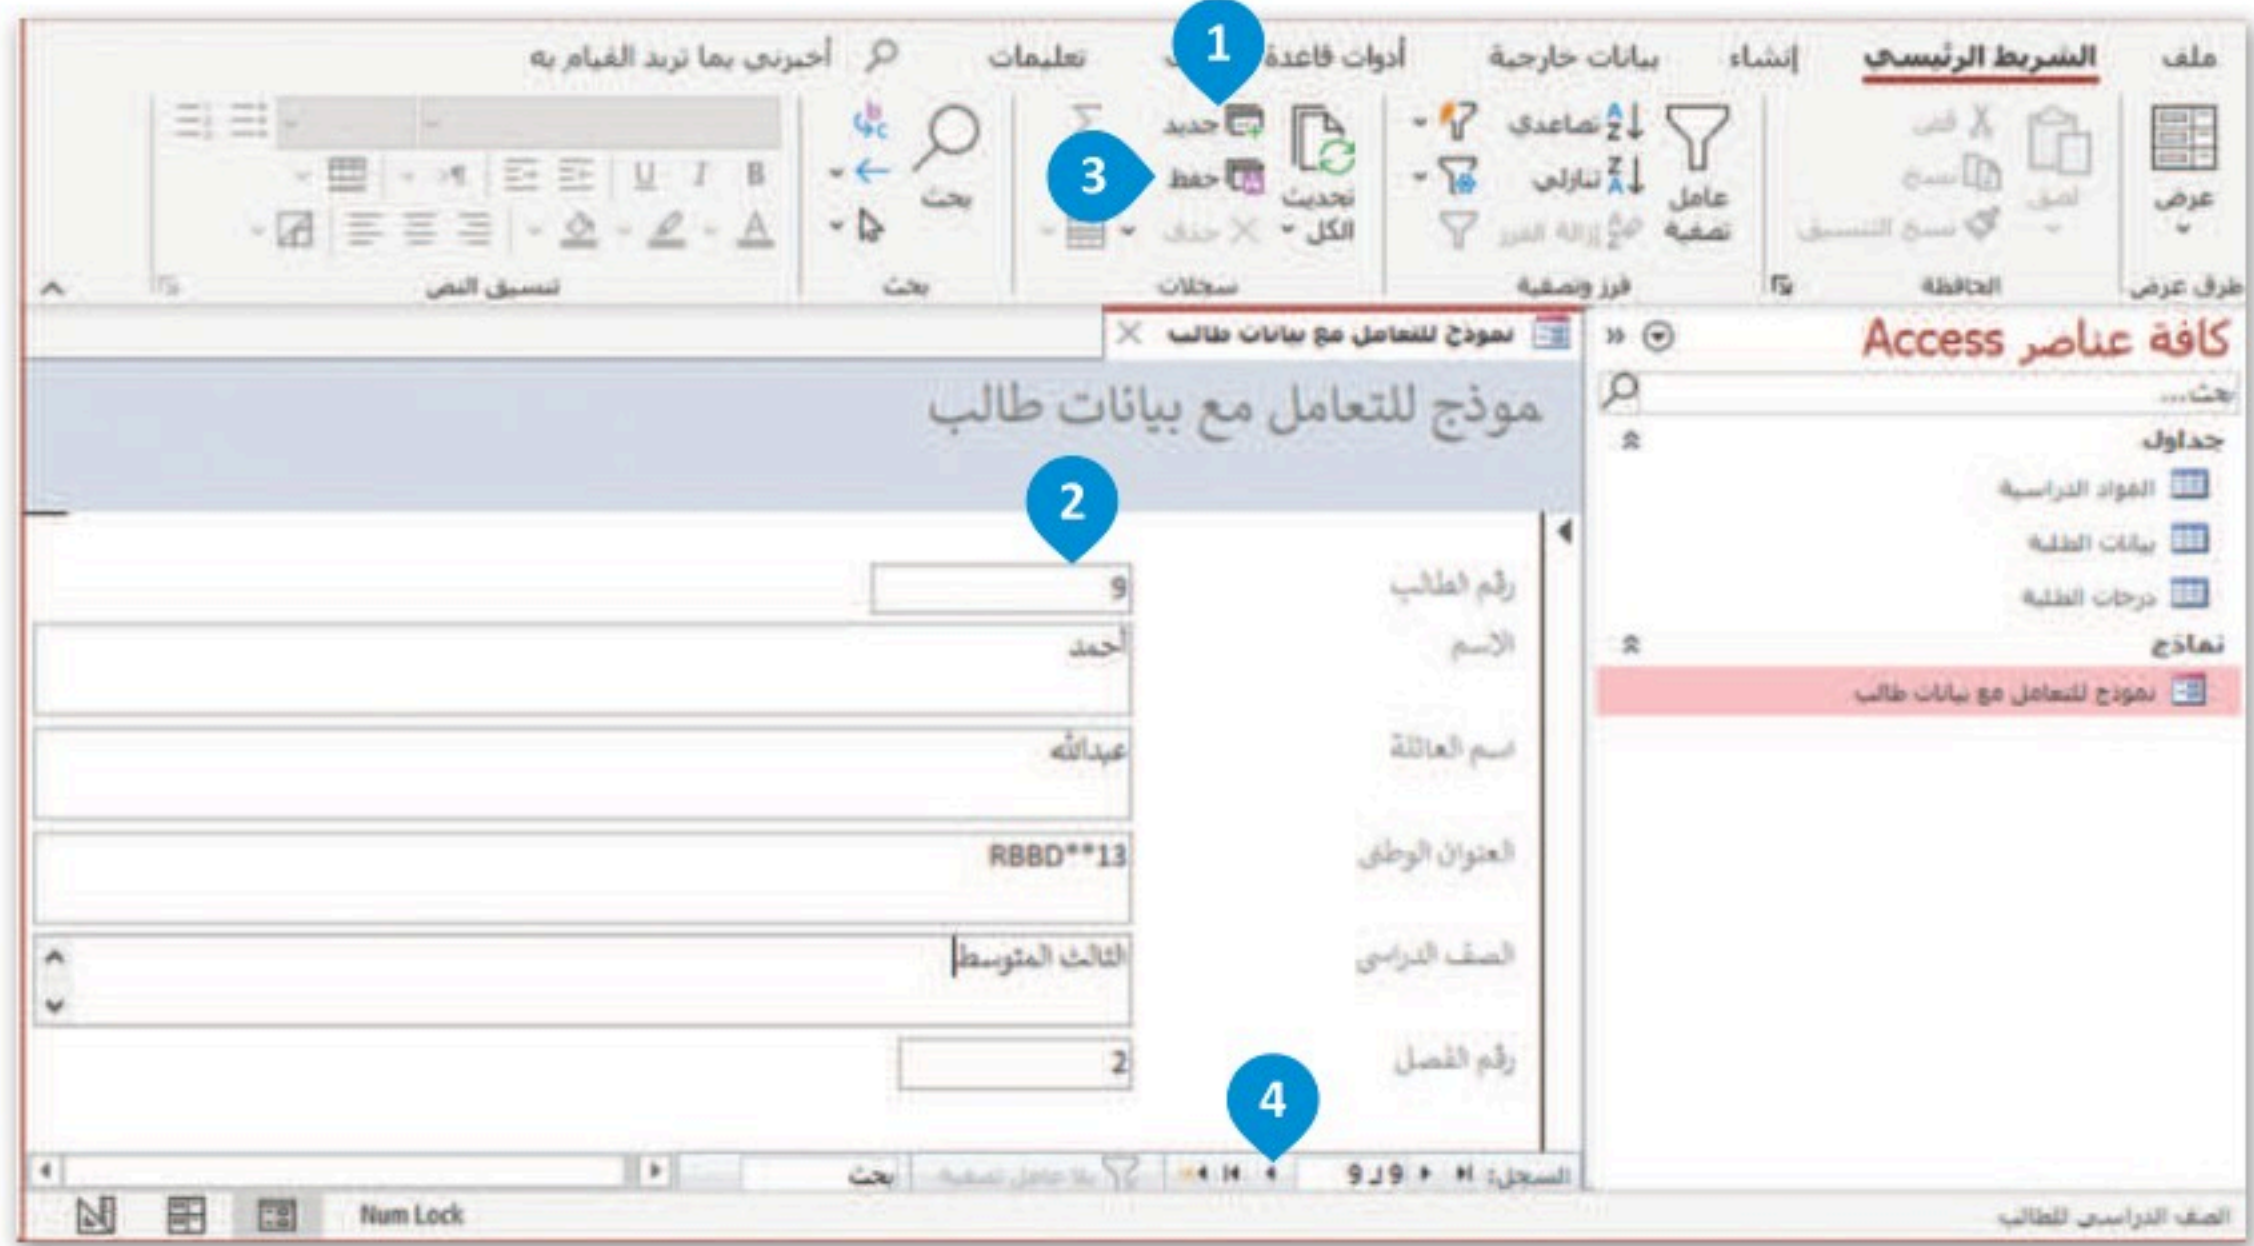 ملف الشريط الرئيسي إنشاء بيانات خارجية أدوات قاعدة تعليمات أخبرني بما تريد القيام به
1
عرض
لصق
قص
نسخ
نسخ التنسيق
عامل تصفية
تصاعدي
تنازلي
إزالة الفرز
تحديث الكل
جديد
حفظ
حذف
3
بحث
B I U
A
طرق عرض الحافظة فرز وتصفية سجلات بحث تنسيق النص
كافة عناصر Access
بحث...
جداول
المواد الدراسية
بيانات الطلبة
درجات الطلبة
نماذج
نموذج للتعامل مع بيانات طالب
نموذج للتعامل مع بيانات طالب
موذج للتعامل مع بيانات طالب
2
رقم الطالب 9
الاسم أحمد
اسم العائلة عبدالله
العنوان الوطني RBBD**13
الصف الدراسي الثالث المتوسط
رقم الفصل 2
4
السجل: 9 لـ 9 بلا عامل تصفية بحث
الصف الدراسي للطالب Num Lock